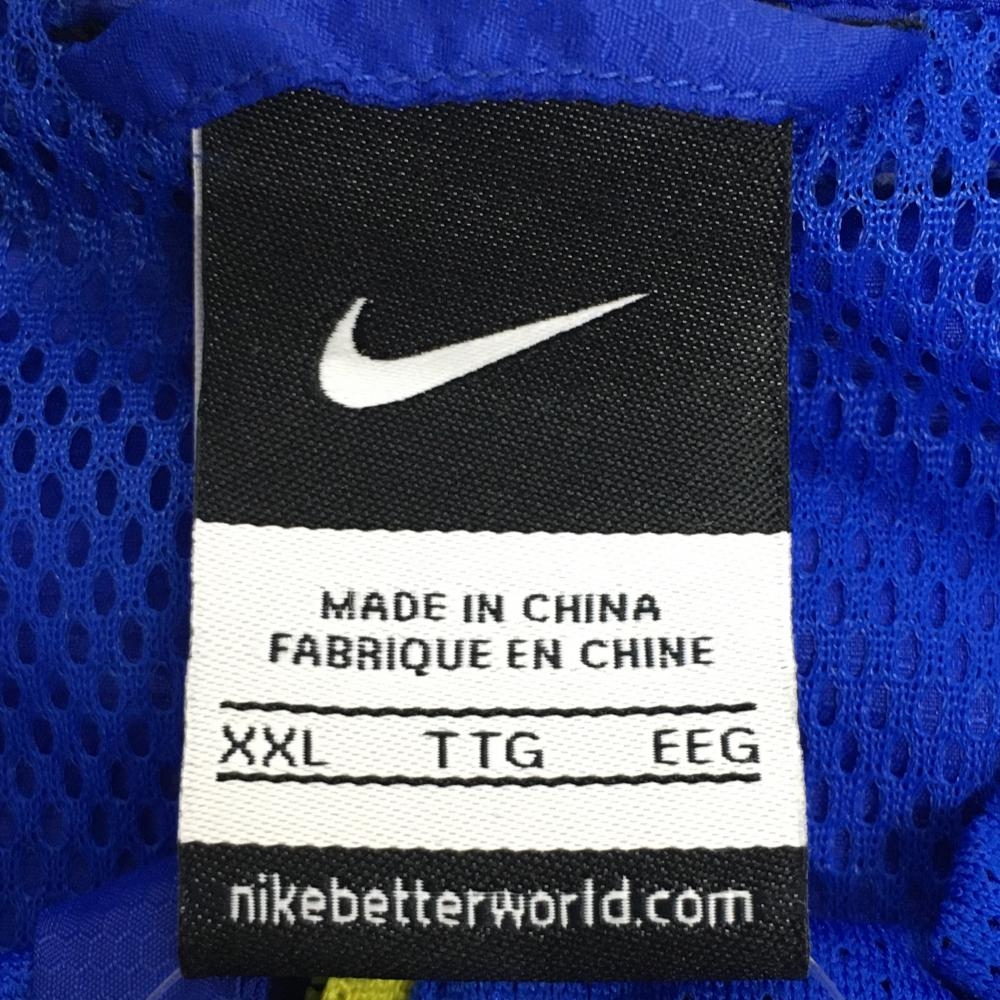 MADE IN CHINA
FABRIQUE EN CHINE
XXL TTG EEG
nikebetterworld.com